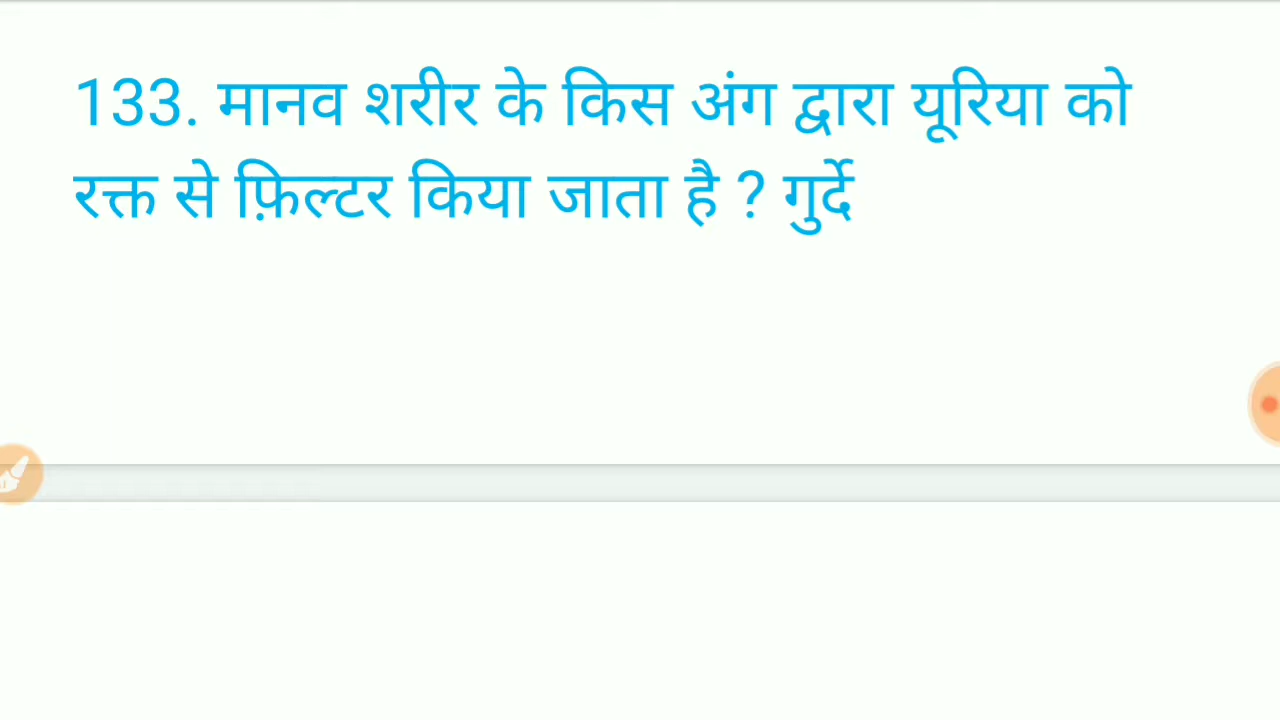 133. मानव शरीर के किस अंग द्वारा यूरिया को
रक्त से फ़िल्टर किया जाता है ? गुर्दे